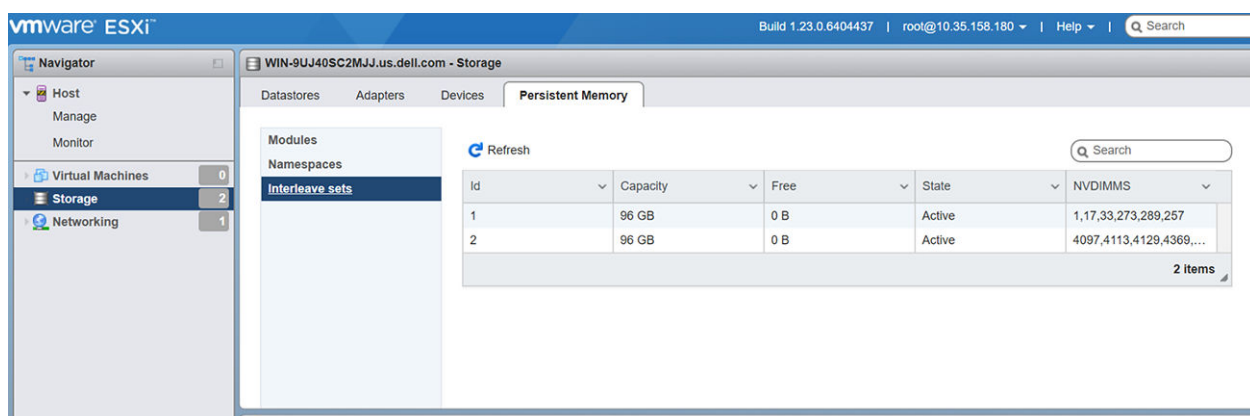 vmware ESXi™
Build 1.23.0.6404437 | root@10.35.158.180 | Help | Search
Navigator
WIN-9UJ40SC2MJJ.us.dell.com - Storage
Host
Manage
Monitor
Virtual Machines 0
Storage 2
Networking 1
Datastores Adapters Devices Persistent Memory
Modules
Namespaces
Interleave sets
Refresh Search
Id Capacity Free State NVDIMMS
1 96 GB 0 B Active 1,17,33,273,289,257
2 96 GB 0 B Active 4097,4113,4129,4369,...
2 items